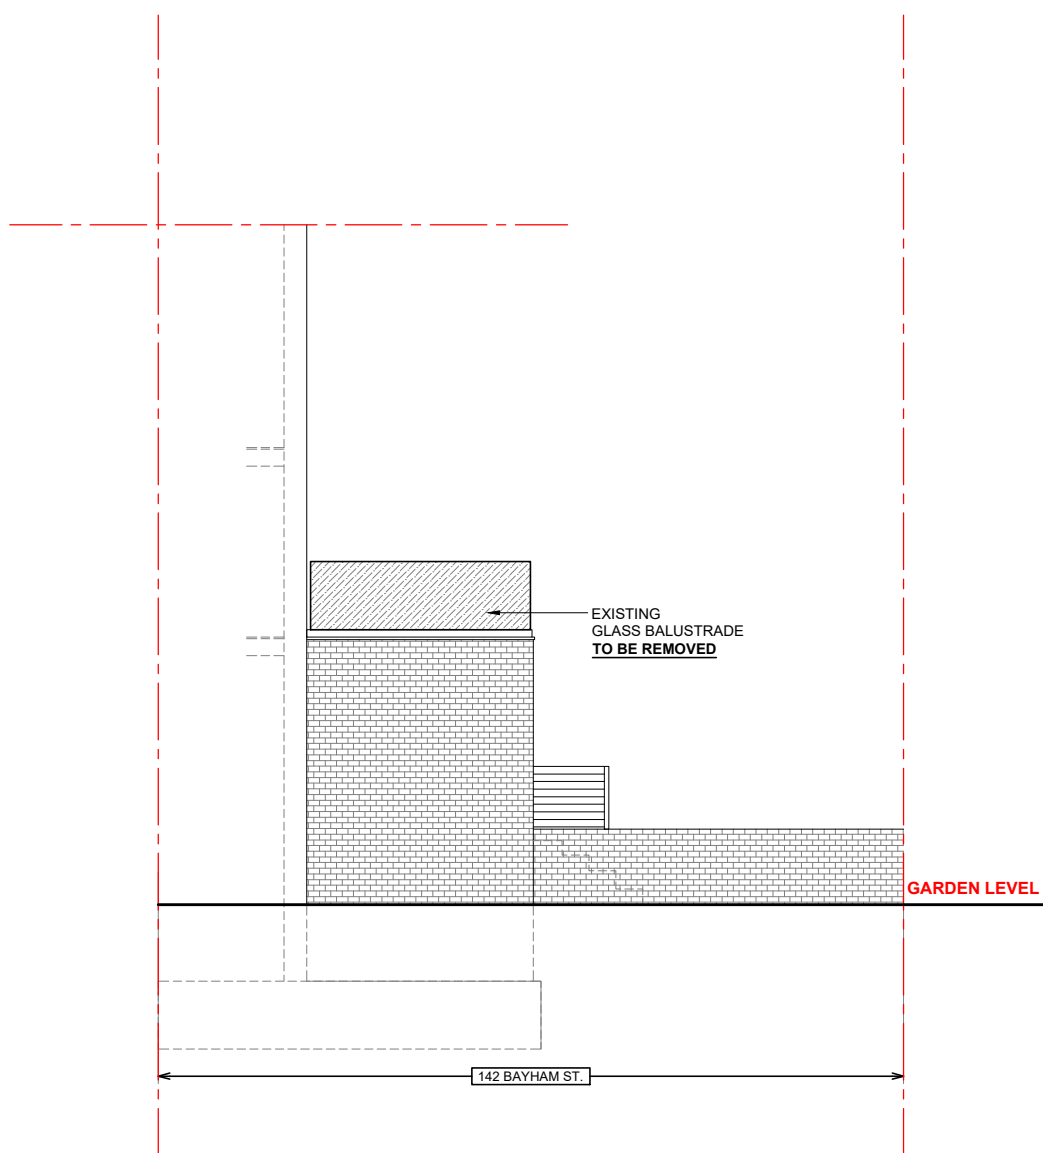 EXISTING
GLASS BALUSTRADE
TO BE REMOVED
GARDEN LEVEL
142 BAYHAM ST.